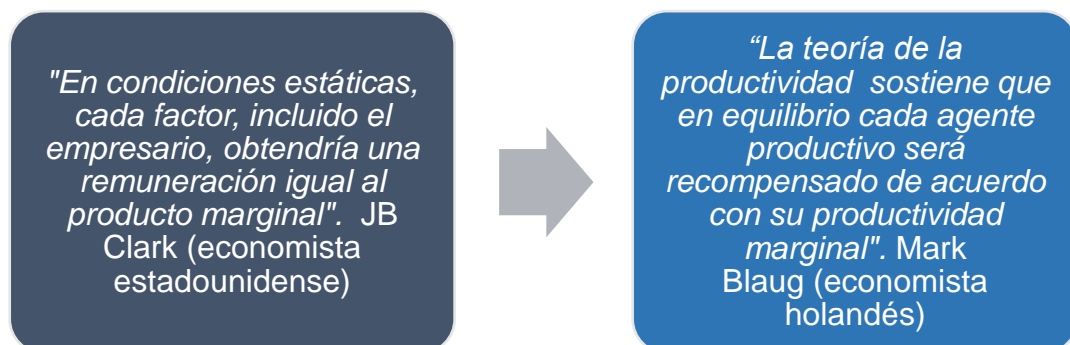 "En condiciones estáticas,
cada factor, incluido el
empresario, obtendría una
remuneración igual al
producto marginal". JB
Clark (economista
estadounidense)
“La teoría de la
productividad sostiene que
en equilibrio cada agente
productivo será
recompensado de acuerdo
con su productividad
marginal". Mark
Blaug (economista
holandés)